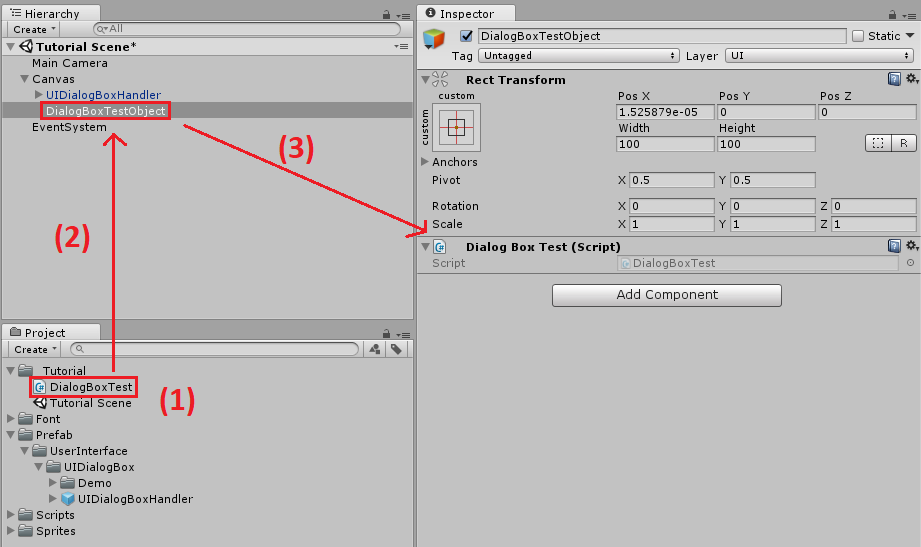 Hierarchy
Create
All
Tutorial Scene*
Main Camera
Canvas
UIDialogBoxHandler
DialogBoxTestObject
EventSystem
(2)
(3)
Project
Create
_Tutorial
DialogBoxTest
(1)
Tutorial Scene
Font
Prefab
UserInterface
UIDialogBox
Demo
UIDialogBoxHandler
Scripts
Sprites
Inspector
DialogBoxTestObject Static
Tag Untagged Layer UI
Rect Transform
custom Pos X Pos Y Pos Z
custom 1.525879e-05 0 0
Width Height
100 100 R
Anchors
Pivot X 0.5 Y 0.5
Rotation X 0 Y 0 Z 0
Scale X 1 Y 1 Z 1
C# Dialog Box Test (Script)
Script DialogBoxTest
Add Component